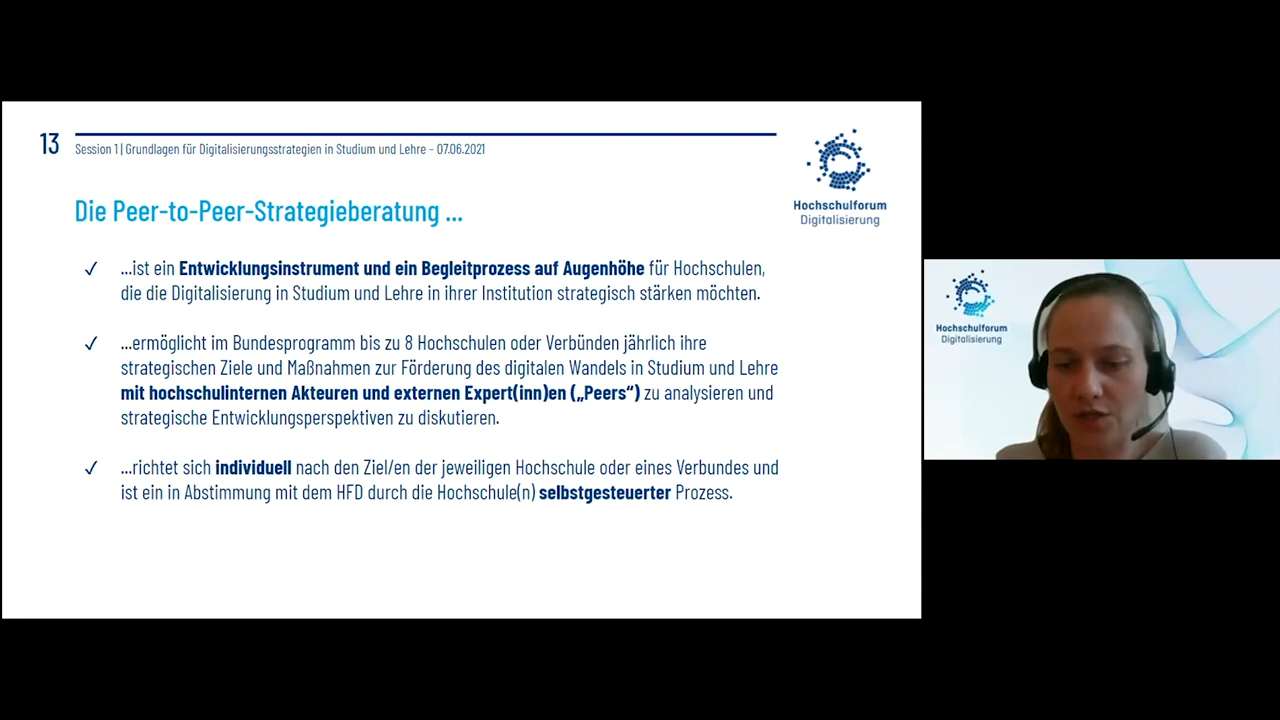 13
Session 1 | Grundlagen für Digitalisierungsstrategien in Studium und Lehre – 07.06.2021
Hochschulforum
Digitalisierung
Die Peer-to-Peer-Strategieberatung ...
✓ ...ist ein Entwicklungsinstrument und ein Begleitprozess auf Augenhöhe für Hochschulen,
die die Digitalisierung in Studium und Lehre in ihrer Institution strategisch stärken möchten.
✓ ...ermöglicht im Bundesprogramm bis zu 8 Hochschulen oder Verbünden jährlich ihre
strategischen Ziele und Maßnahmen zur Förderung des digitalen Wandels in Studium und Lehre
mit hochschulinternen Akteuren und externen Expert(inn)en („Peers“) zu analysieren und
strategische Entwicklungsperspektiven zu diskutieren.
✓ ...richtet sich individuell nach den Ziel/en der jeweiligen Hochschule oder eines Verbundes und
ist ein in Abstimmung mit dem HFD durch die Hochschule(n) selbstgesteuerter Prozess.
Hochschulforum
Digitalisierung